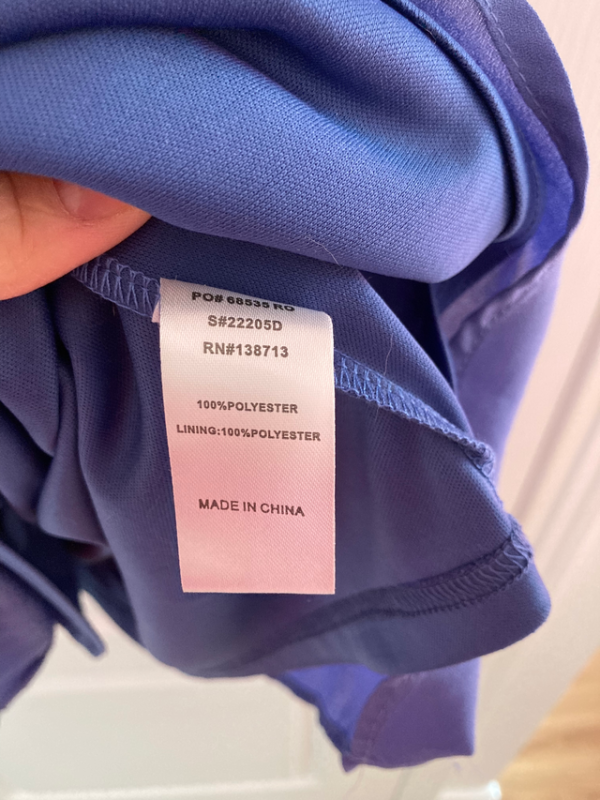 PO# 68535 RO
S#22205D
RN#138713
100%POLYESTER
LINING:100%POLYESTER
MADE IN CHINA